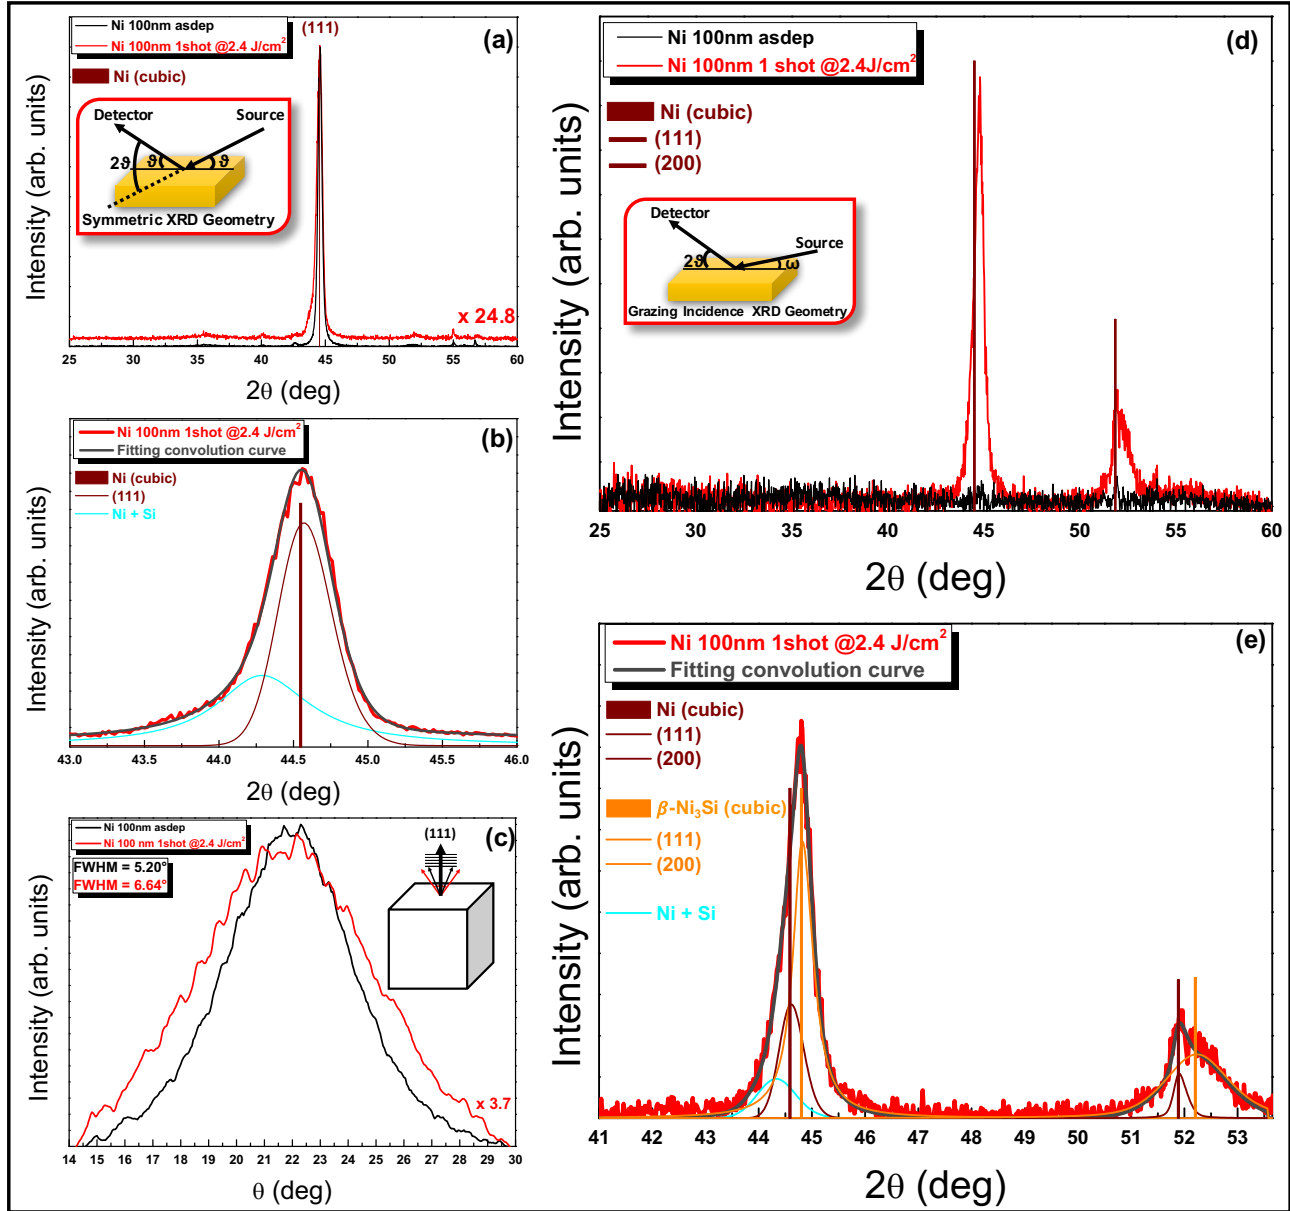 Ni 100nm asdep
Ni 100nm 1shot @2.4 J/cm²
(111)
(a)
Ni (cubic)
Detector
Source
2ϑ
ϑ
ϑ
Symmetric XRD Geometry
x 24.8
Intensity (arb. units)
25 30 35 40 45 50 55 60
2θ (deg)
(b)
Ni 100nm 1shot @2.4 J/cm²
Fitting convolution curve
Ni (cubic)
(111)
Ni + Si
Intensity (arb. units)
43.0 43.5 44.0 44.5 45.0 45.5 46.0
2θ (deg)
(c)
Ni 100nm asdep
Ni 100 nm 1shot @2.4 J/cm²
FWHM = 5.20°
FWHM = 6.64°
(111)
x 3.7
Intensity (arb. units)
14 15 16 17 18 19 20 21 22 23 24 25 26 27 28 29 30
θ (deg)
(d)
Ni 100nm asdep
Ni 100nm 1 shot @2.4J/cm²
Ni (cubic)
(111)
(200)
Detector
Source
2ϑ
ω
Grazing Incidence XRD Geometry
Intensity (arb. units)
25 30 35 40 45 50 55 60
2θ (deg)
(e)
Ni 100nm 1shot @2.4 J/cm²
Fitting convolution curve
Ni (cubic)
(111)
(200)
β-Ni₃Si (cubic)
(111)
(200)
Ni + Si
Intensity (arb. units)
41 42 43 44 45 46 47 48 49 50 51 52 53
2θ (deg)